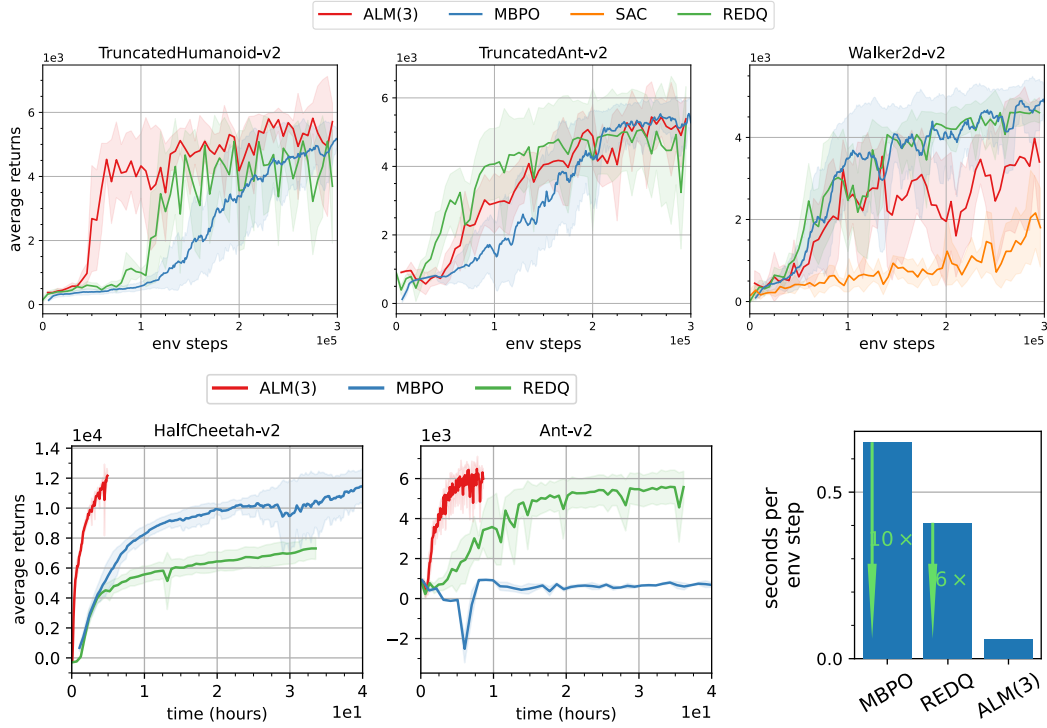 ALM(3) MBPO SAC REDQ
TruncatedHumanoid-v2 TruncatedAnt-v2 Walker2d-v2
1e3 1e3 1e3
average returns
6
4
2
0
0 1 2 3
env steps
1e5
6
4
2
0
0 1 2 3
env steps
1e5
4
2
0
0 1 2 3
env steps
1e5
ALM(3) MBPO REDQ
HalfCheetah-v2 Ant-v2
1e4 1e3
average returns
1.4
1.2
1.0
0.8
0.6
0.4
0.2
0.0
0 1 2 3 4
time (hours)
1e1
6
4
2
0
−2
0 1 2 3 4
time (hours)
1e1
seconds per
env step
0.5
0.0
10 ×
6 ×
MBPO REDQ ALM(3)